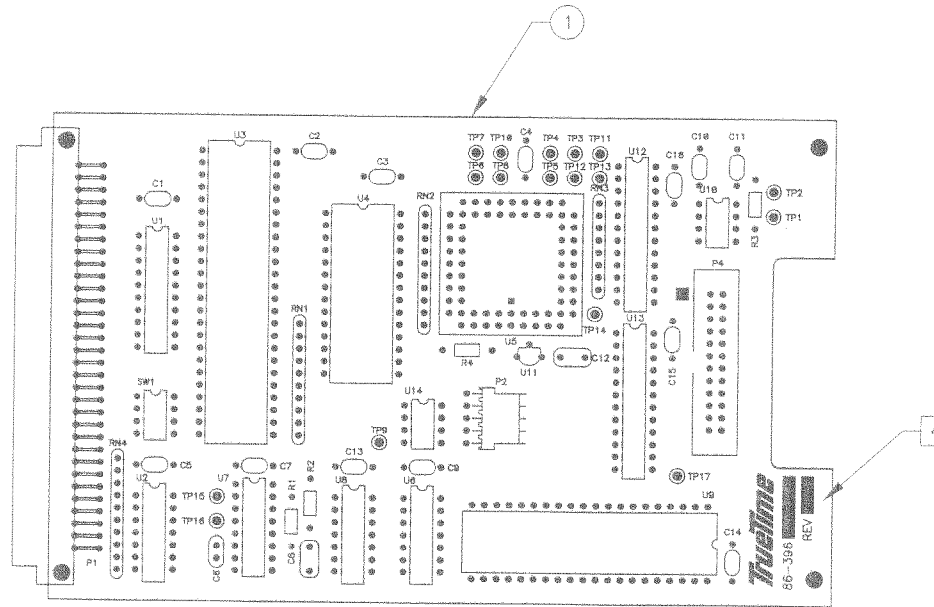 1
U3
C2
C3
C1
U1
U4
RN2
TP7 TP10
C4
TP4 TP3 TP11
TP6 TP8
TP5 TP12 TP13
RN3
U12
C16
C10
C11
U10
TP2
TP1
R3
P4
RN1
TP14
U13
U5
R4
U11
C12
C15
SW1
U14
P2
TP9
RN4
C5
U2
U7
C7
R2
R1
C13
U8
C9
U6
TP15
TP16
TP17
U9
C14
P1
TrueTime
86-396
REV